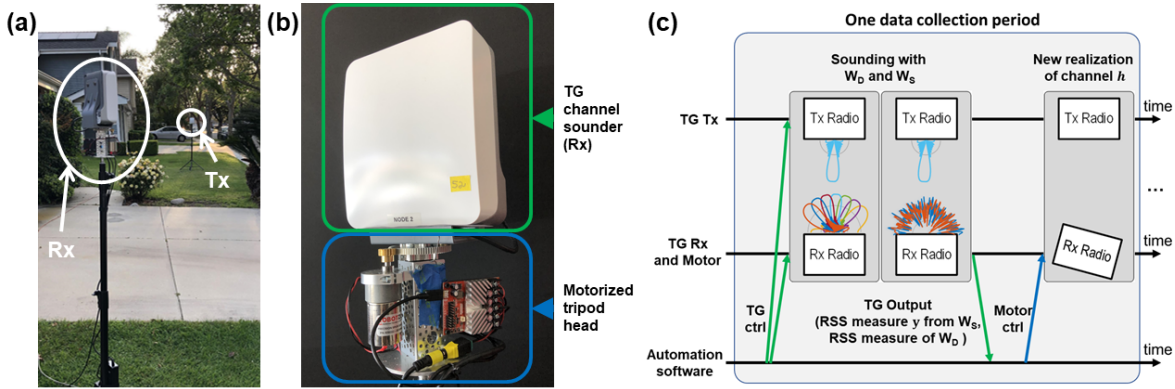 (a)
Rx
Tx
(b)
52v
NODE 2
TG
channel
sounder
(Rx)
Motorized
tripod
head
(c)
One data collection period
Sounding with
W_D and W_S
New realization
of channel h
TG Tx
Tx Radio
Tx Radio
Tx Radio
time
...
TG Rx
and Motor
Rx Radio
Rx Radio
Rx Radio
time
TG
ctrl
TG Output
(RSS measure y from W_S,
RSS measure of W_D )
Motor
ctrl
Automation
software
time